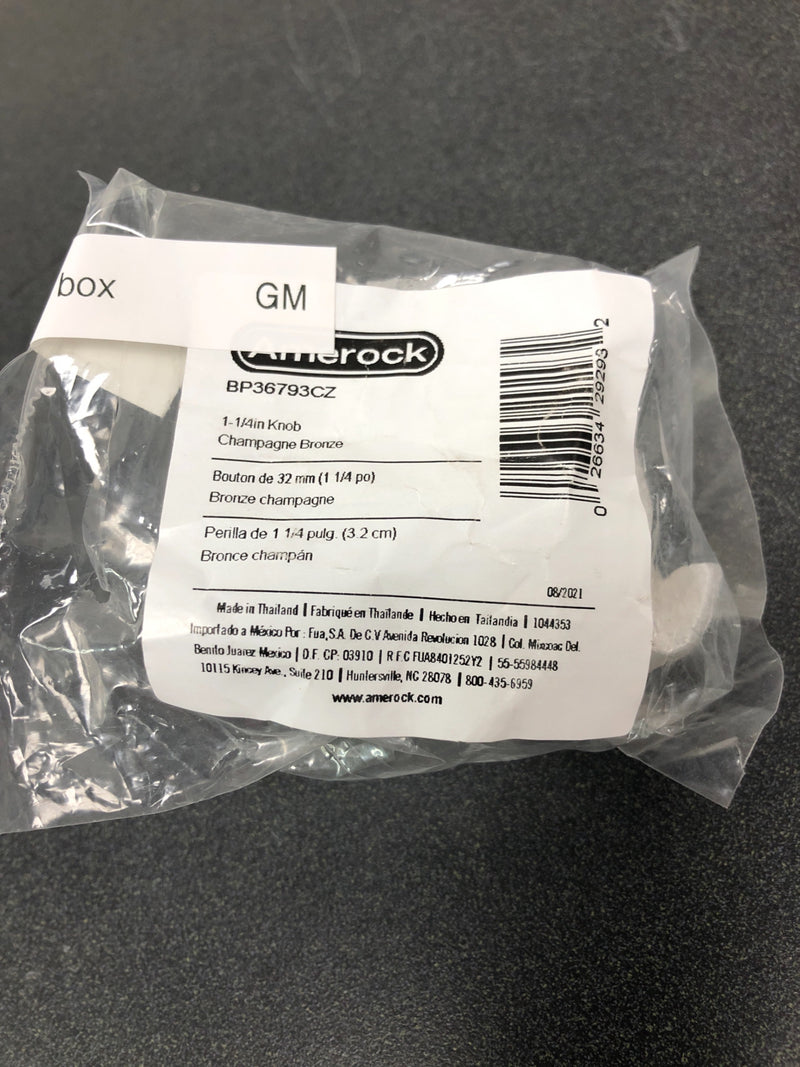 box GM
Amerock
BP36793CZ
1-1/4in Knob
Champagne Bronze
Bouton de 32 mm (1 1/4 po)
Bronze champagne
Perilla de 1 1/4 pulg. (3.2 cm)
Bronce champán
0 26634 29293 2
08/2021
Made in Thailand | Fabriqué en Thaïlande | Hecho en Tailandia | 1044353
Importado a México Por : Fua,S.A. De C.V Avenida Revolucion 1028 | Col. Mixcoac Del.
Benito Juarez Mexico | D.F. CP: 03910 | R.F.C FUA8401252Y2 | 55-55984448
10115 Kincey Ave., Suite 210 | Huntersville, NC 28078 | 800-435-6959
www.amerock.com